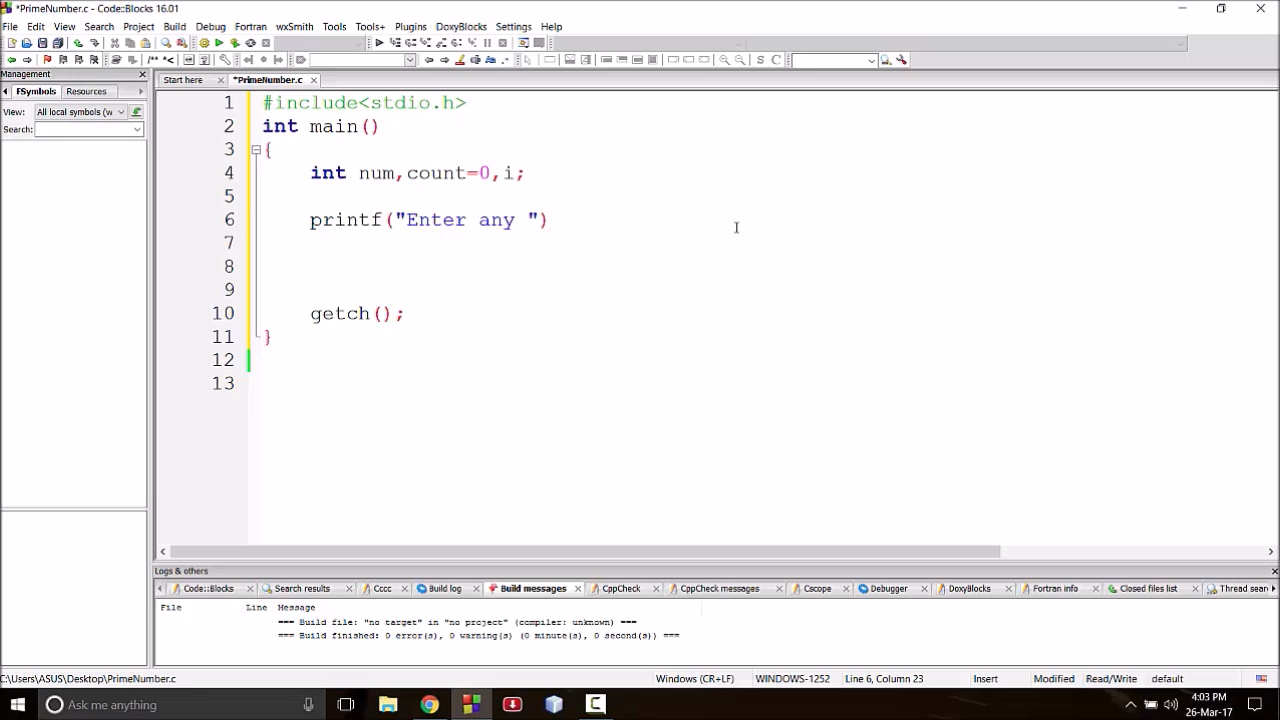 *PrimeNumber.c - Code::Blocks 16.01
File Edit View Search Project Build Debug Fortran wxSmith Tools Tools+ Plugins DoxyBlocks Settings Help
/** *<
S C
Management
Start here *PrimeNumber.c
FSymbols Resources
View: All local symbols (w
Search:
1 #include<stdio.h>
2 int main()
3 {
4 int num,count=0,i;
5
6 printf("Enter any ")
7
8
9
10 getch();
11 }
12
13
Logs & others
Code::Blocks Search results Cccc Build log Build messages CppCheck CppCheck messages Cscope Debugger DoxyBlocks Fortran info Closed files list Thread sear
File Line Message
=== Build file: "no target" in "no project" (compiler: unknown) ===
=== Build finished: 0 error(s), 0 warning(s) (0 minute(s), 0 second(s)) ===
C:\Users\ASUS\Desktop\PrimeNumber.c Windows (CR+LF) WINDOWS-1252 Line 6, Column 23 Insert Modified Read/Write default
Ask me anything
4:03 PM
26-Mar-17